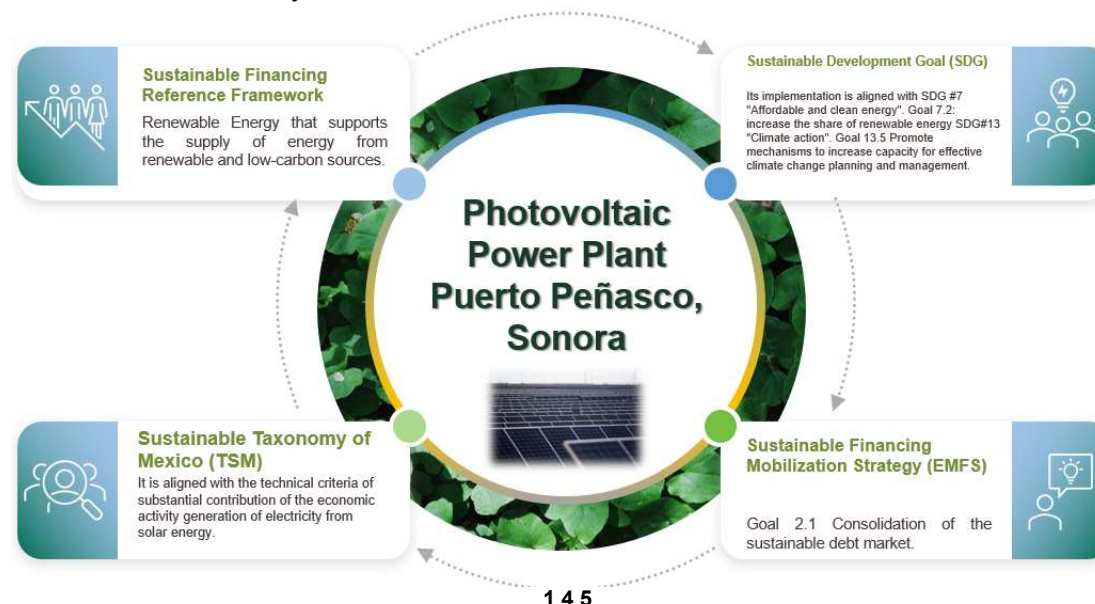 Sustainable Financing
Reference Framework
Renewable Energy that supports
the supply of energy from
renewable and low-carbon sources.
Sustainable Development Goal (SDG)
Its implementation is aligned with SDG #7
"Affordable and clean energy". Goal 7.2:
increase the share of renewable energy SDG#13
"Climate action". Goal 13.5 Promote
mechanisms to increase capacity for effective
climate change planning and management.
Photovoltaic
Power Plant
Puerto Peñasco,
Sonora
Sustainable Taxonomy of
Mexico (TSM)
It is aligned with the technical criteria of
substantial contribution of the economic
activity generation of electricity from
solar energy.
Sustainable Financing
Mobilization Strategy (EMFS)
Goal 2.1 Consolidation of the
sustainable debt market.
1 4 5